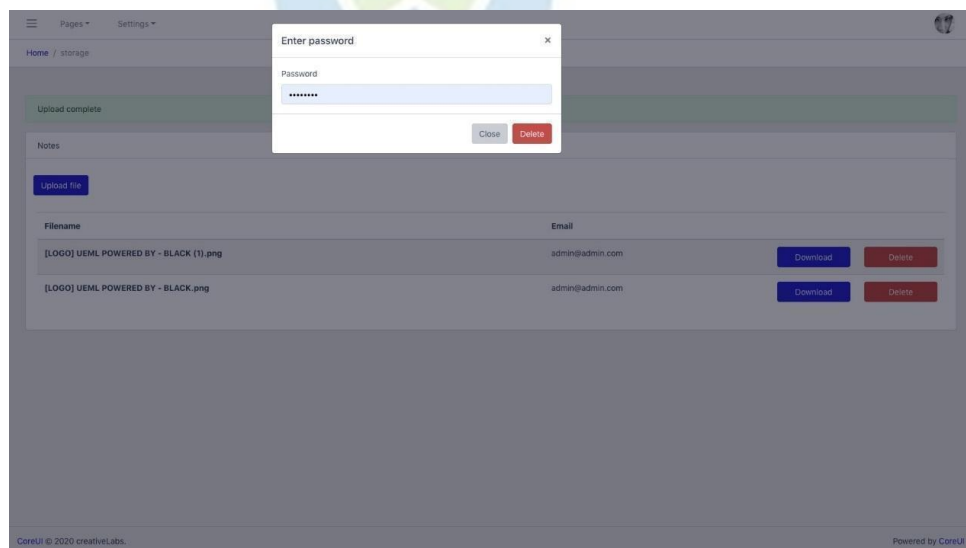 Pages Settings
Enter password ×
Home / storage
Password
••••••••
Upload complete
Close Delete
Notes
Upload file
Filename Email
[LOGO] UEML POWERED BY - BLACK (1).png admin@admin.com Download Delete
[LOGO] UEML POWERED BY - BLACK.png admin@admin.com Download Delete
CoreUI © 2020 creativeLabs. Powered by CoreUI